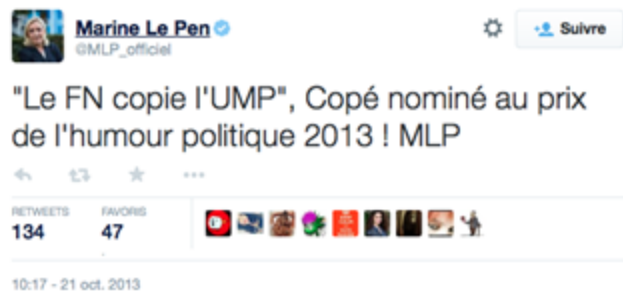 Marine Le Pen
@MLP_officiel
Suivre
"Le FN copie l'UMP", Copé nominé au prix
de l'humour politique 2013 ! MLP
RETWEETS
FAVORIS
134
47
10:17 - 21 oct. 2013